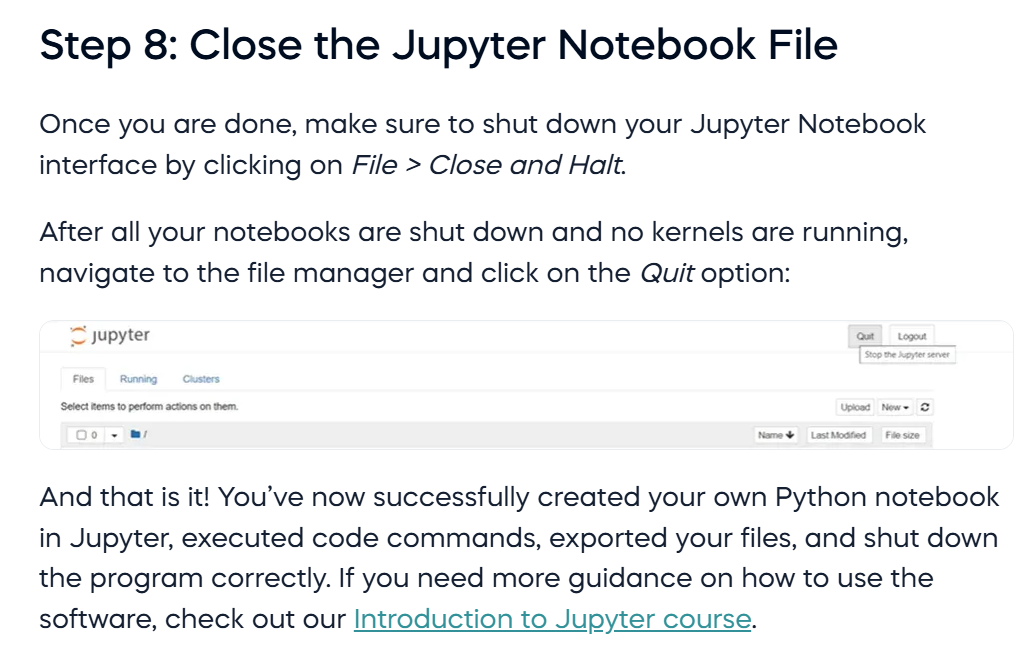 Step 8: Close the Jupyter Notebook File
Once you are done, make sure to shut down your Jupyter Notebook
interface by clicking on File > Close and Halt.
After all your notebooks are shut down and no kernels are running,
navigate to the file manager and click on the Quit option:
jupyter
Quit Logout
Stop the Jupyter server
Files Running Clusters
Select items to perform actions on them.
Upload New
0 /
Name Last Modified File size
And that is it! You’ve now successfully created your own Python notebook
in Jupyter, executed code commands, exported your files, and shut down
the program correctly. If you need more guidance on how to use the
software, check out our Introduction to Jupyter course.